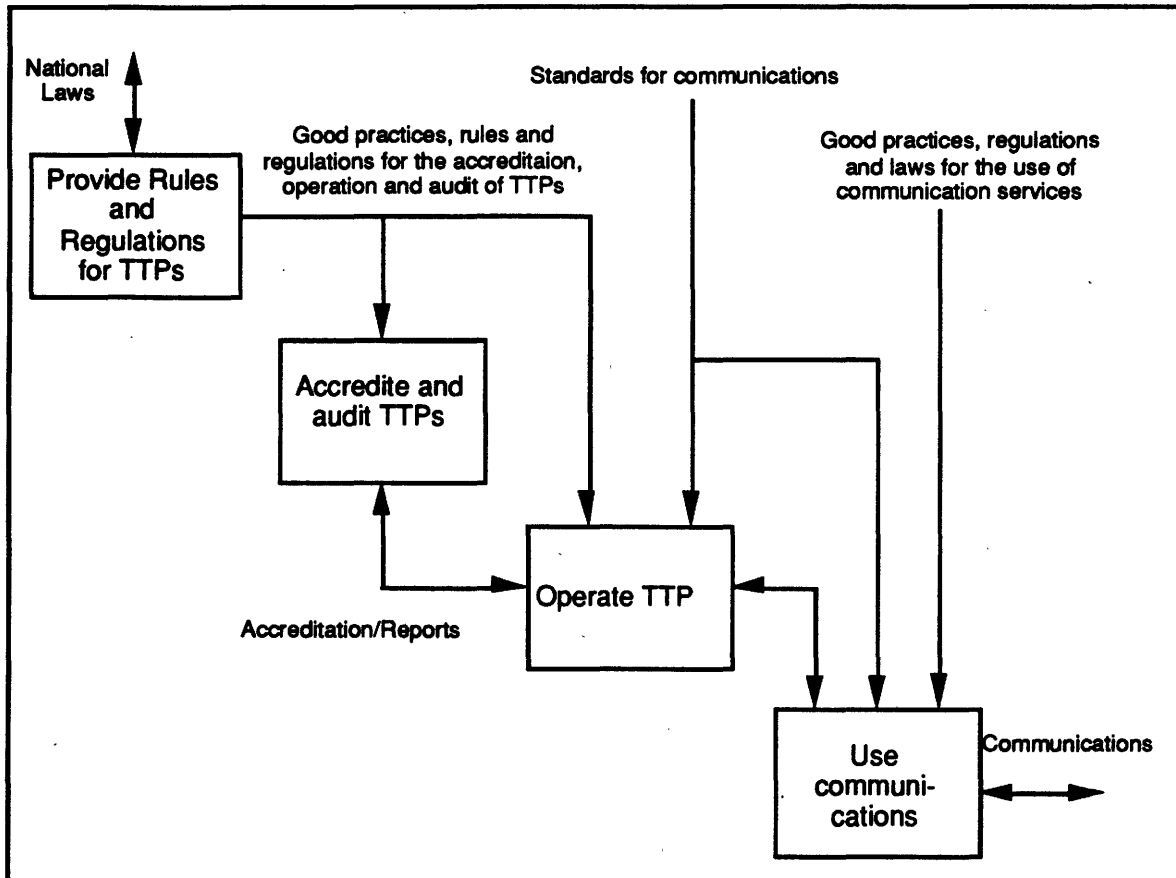 National
Laws
Standards for communications
Good practices, rules and
regulations for the accreditaion,
operation and audit of TTPs
Good practices, regulations
and laws for the use of
communication services
Provide Rules
and
Regulations
for TTPs
Accredite and
audit TTPs
Operate TTP
Accreditation/Reports
Use
communi-
cations
Communications